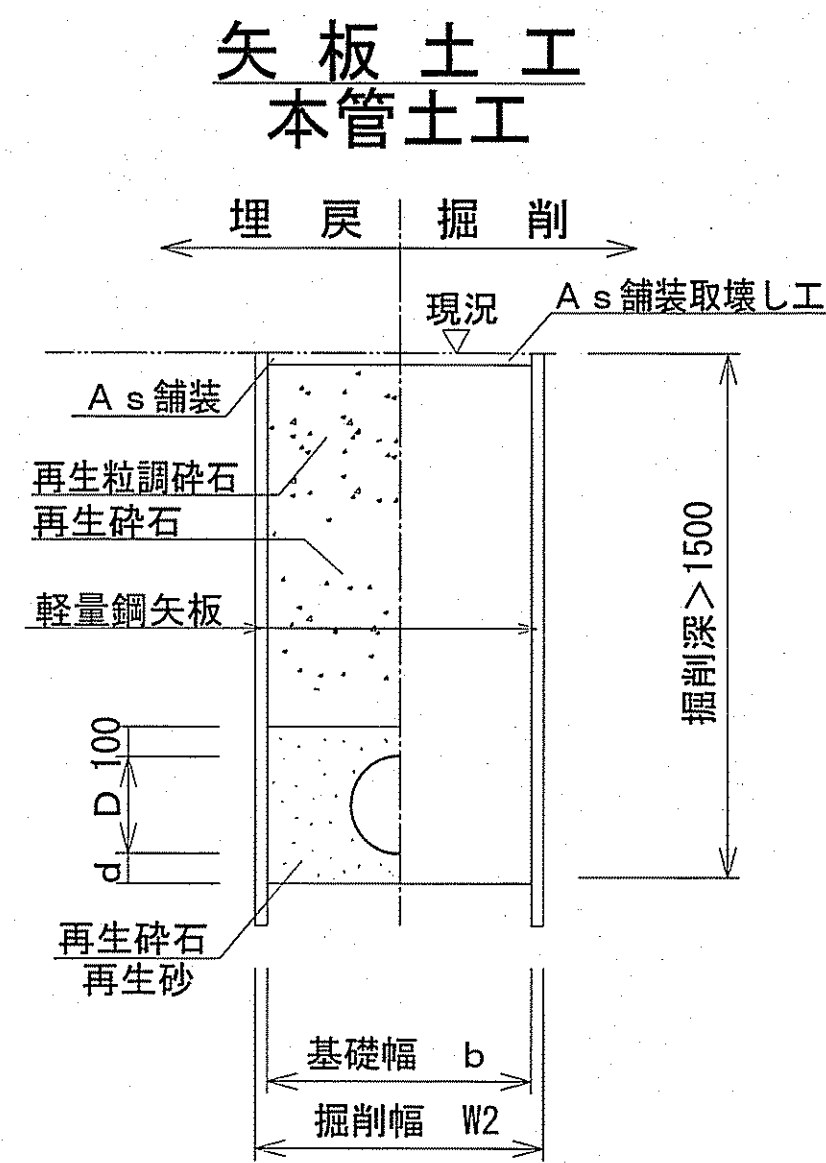 矢板土工
本管土工
埋戻 掘削
現況
As舗装取壊し工
As舗装
再生粒調砕石
再生砕石
軽量鋼矢板
掘削深>1500
100
D
d
再生砕石
再生砂
基礎幅 b
掘削幅 W2